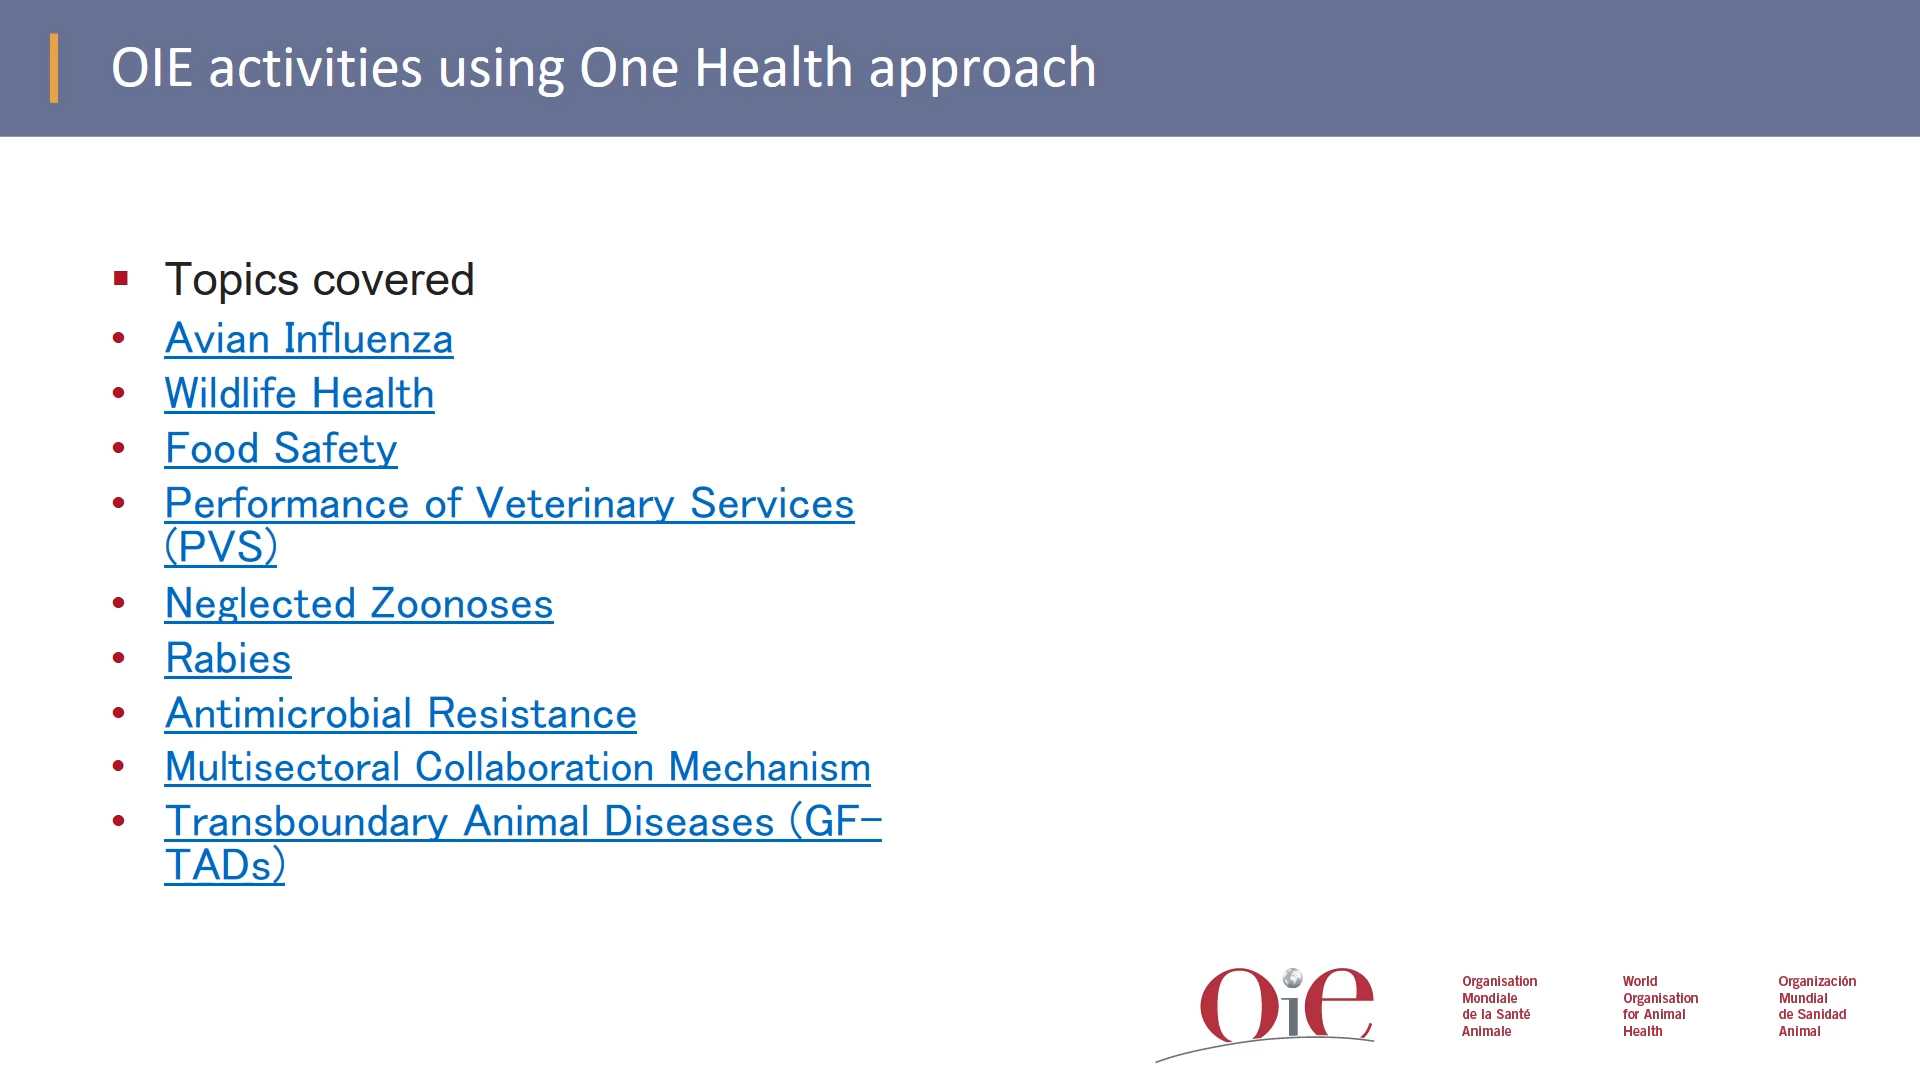 OIE activities using One Health approach
Topics covered
Avian Influenza
Wildlife Health
Food Safety
Performance of Veterinary Services
(PVS)
Neglected Zoonoses
Rabies
Antimicrobial Resistance
Multisectoral Collaboration Mechanism
Transboundary Animal Diseases (GF-
TADs)
oie
Organisation
Mondiale
de la Santé
Animale
World
Organisation
for Animal
Health
Organización
Mundial
de Sanidad
Animal